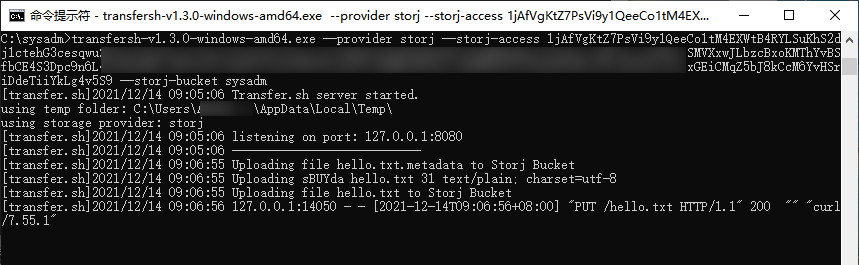 命令提示符 - transfersh-v1.3.0-windows-amd64.exe --provider storj --storj-access 1jAfVgKtZ7PsVi9y1QeeCo1tM4EX...
C:\sysadm>transfersh-v1.3.0-windows-amd64.exe --provider storj --storj-access 1jAfVgKtZ7PsVi9y1QeeCo1tM4EXWtB4RYLSuKhS2d
jlctehG3cesqwu SMVXxwJLbzcBxoKMThYvBS
fbCE4S3Dpc9n6L xGEiCMqZ5bJ8kCcM6YvHSr
iDdeTiiYkLg4v5S9 --storj-bucket sysadm
[transfer.sh]2021/12/14 09:05:06 Transfer.sh server started.
using temp folder: C:\Users\ \AppData\Local\Temp\
using storage provider: storj
[transfer.sh]2021/12/14 09:05:06 listening on port: 127.0.0.1:8080
[transfer.sh]2021/12/14 09:05:06 ---------------------------
[transfer.sh]2021/12/14 09:06:55 Uploading file hello.txt.metadata to Storj Bucket
[transfer.sh]2021/12/14 09:06:55 Uploading sBUYda hello.txt 31 text/plain; charset=utf-8
[transfer.sh]2021/12/14 09:06:55 Uploading file hello.txt to Storj Bucket
[transfer.sh]2021/12/14 09:06:56 127.0.0.1:14050 - - [2021-12-14T09:06:56+08:00] "PUT /hello.txt HTTP/1.1" 200 "" "curl
/7.55.1"